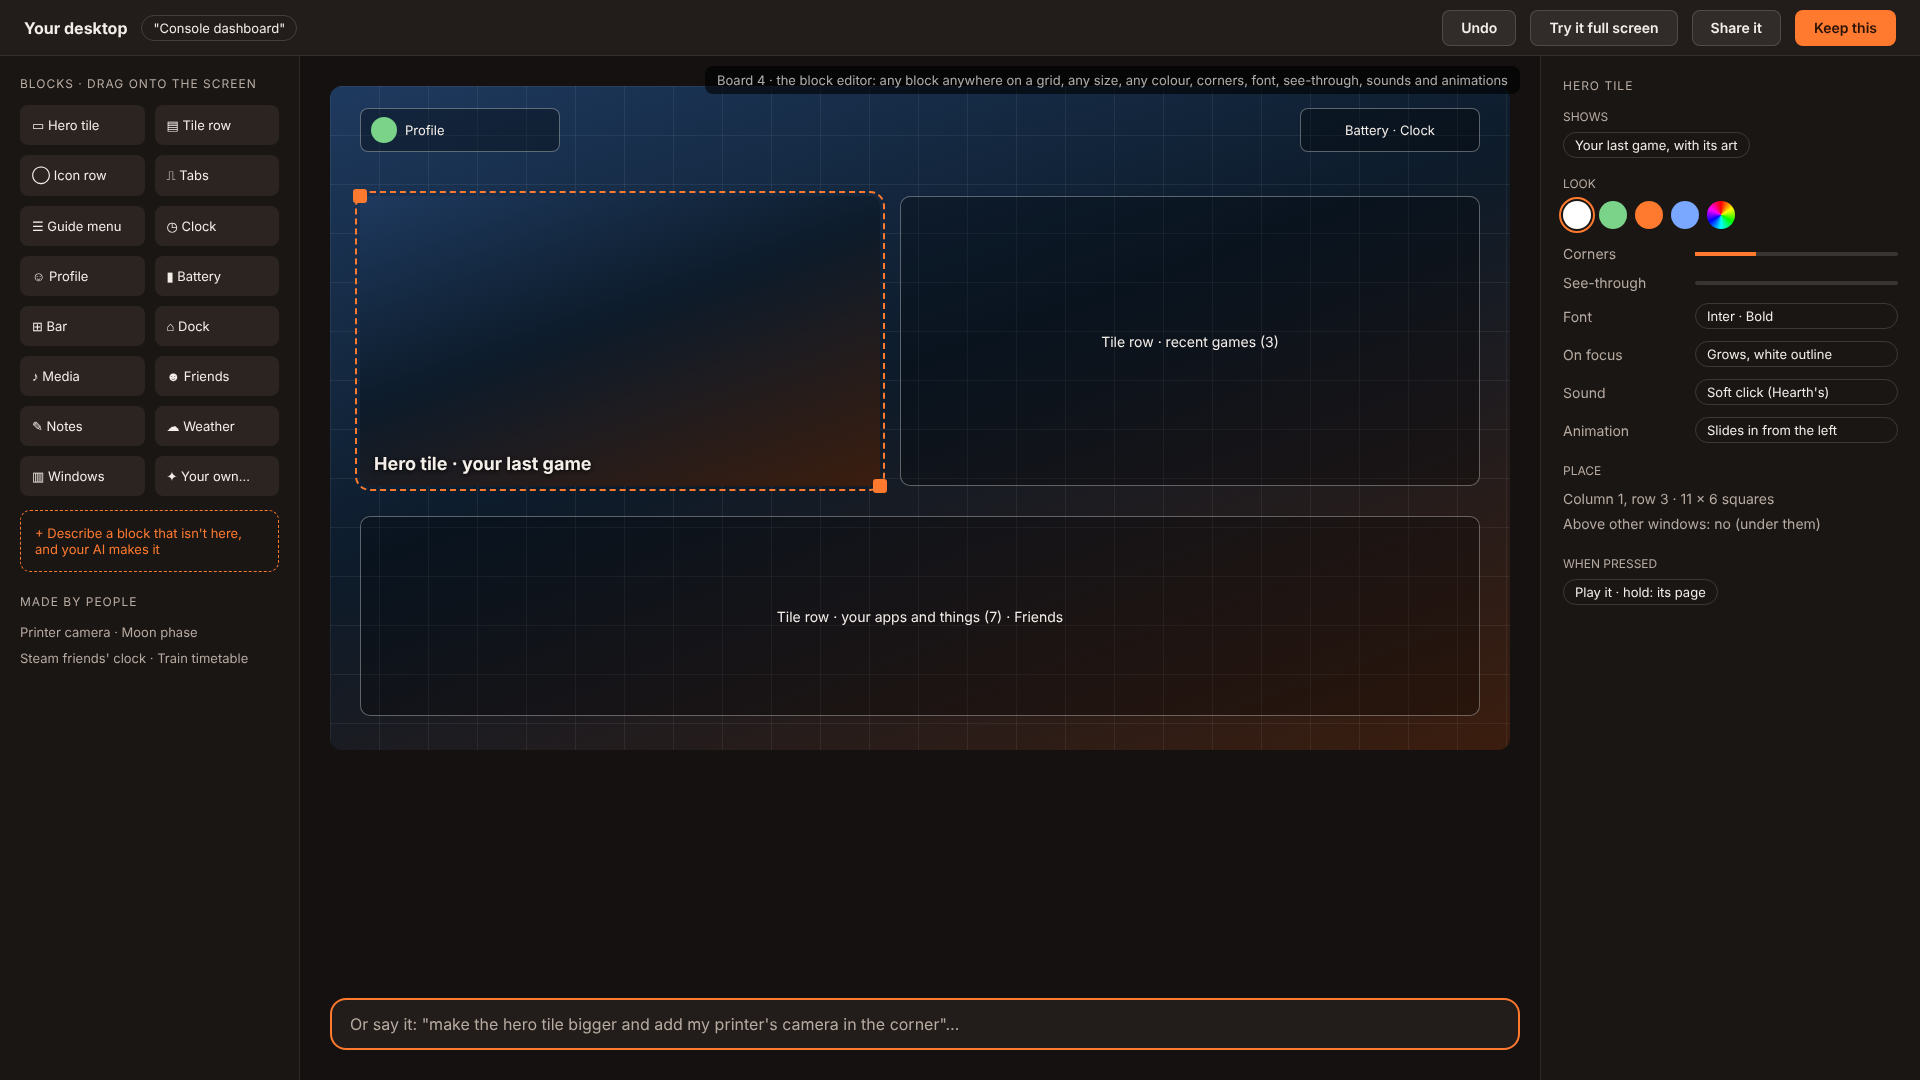 Your desktop
"Console dashboard"
Undo
Try it full screen
Share it
Keep this
BLOCKS · DRAG ONTO THE SCREEN
Hero tile
Tile row
Icon row
Tabs
Guide menu
Clock
Profile
Battery
Bar
Dock
Media
Friends
Notes
Weather
Windows
Your own...
+ Describe a block that isn't here,
and your AI makes it
MADE BY PEOPLE
Printer camera · Moon phase
Steam friends' clock · Train timetable
Board 4 · the block editor: any block anywhere on a grid, any size, any colour, corners, font, see-through, sounds and animations
Profile
Battery · Clock
Hero tile · your last game
Tile row · recent games (3)
Tile row · your apps and things (7) · Friends
Or say it: "make the hero tile bigger and add my printer's camera in the corner"...
HERO TILE
SHOWS
Your last game, with its art
LOOK
Corners
See-through
Font
Inter · Bold
On focus
Grows, white outline
Sound
Soft click (Hearth's)
Animation
Slides in from the left
PLACE
Column 1, row 3 · 11 × 6 squares
Above other windows: no (under them)
WHEN PRESSED
Play it · hold: its page